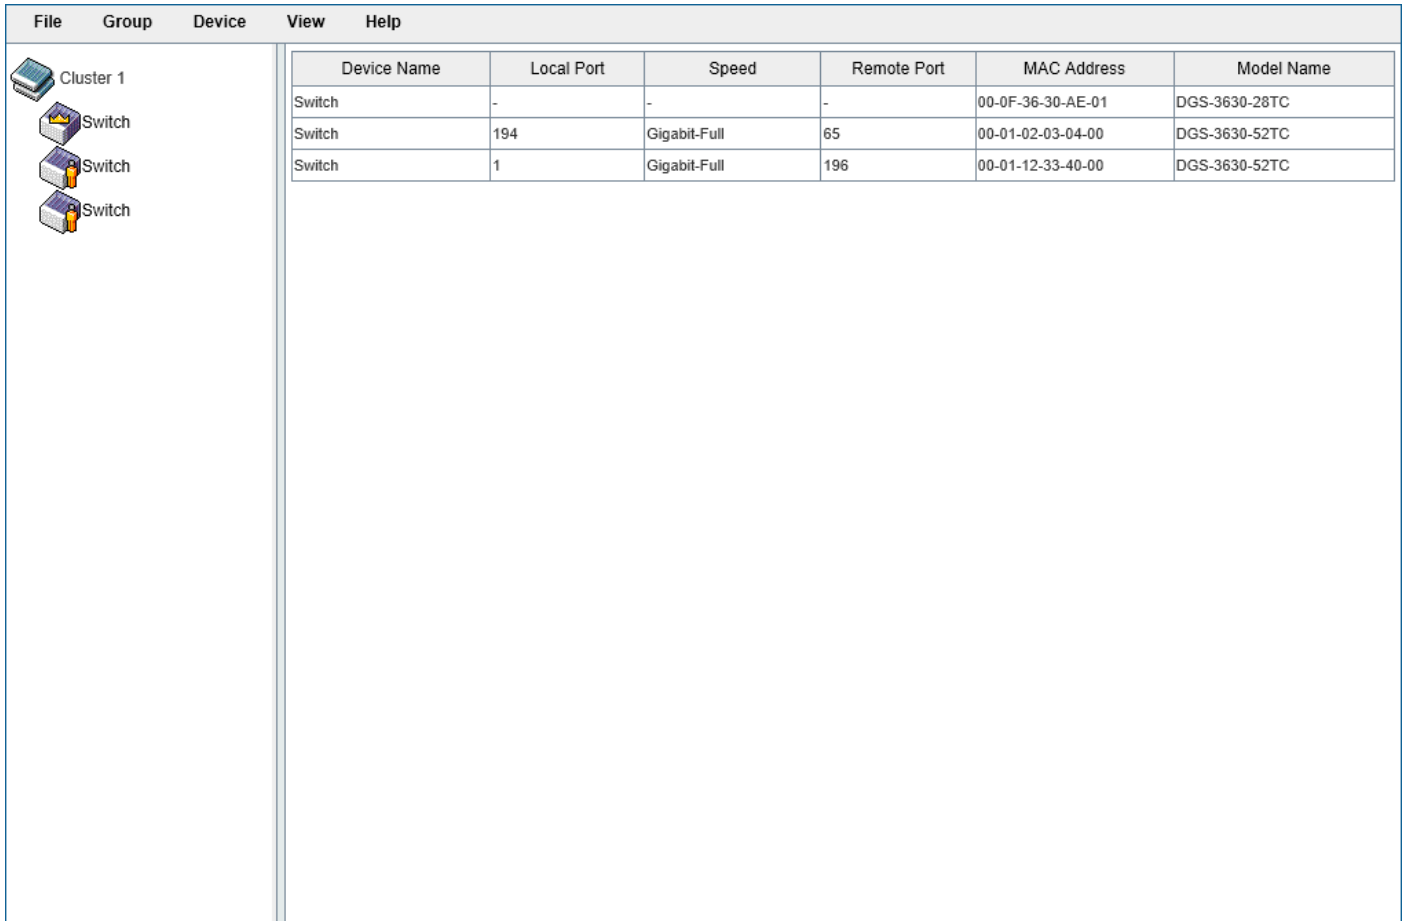 File Group Device View Help
Cluster 1
Switch
Switch
Switch
Device Name Local Port Speed Remote Port MAC Address Model Name
Switch - - - 00-0F-36-30-AE-01 DGS-3630-28TC
Switch 194 Gigabit-Full 65 00-01-02-03-04-00 DGS-3630-52TC
Switch 1 Gigabit-Full 196 00-01-12-33-40-00 DGS-3630-52TC